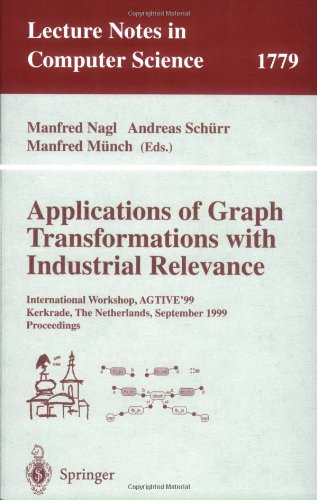 Lecture Notes in
Computer Science 1779
Manfred Nagl Andreas Schürr
Manfred Münch (Eds.)
Applications of Graph
Transformations with
Industrial Relevance
International Workshop, AGTIVE'99
Kerkrade, The Netherlands, September 1999
Proceedings
Springer